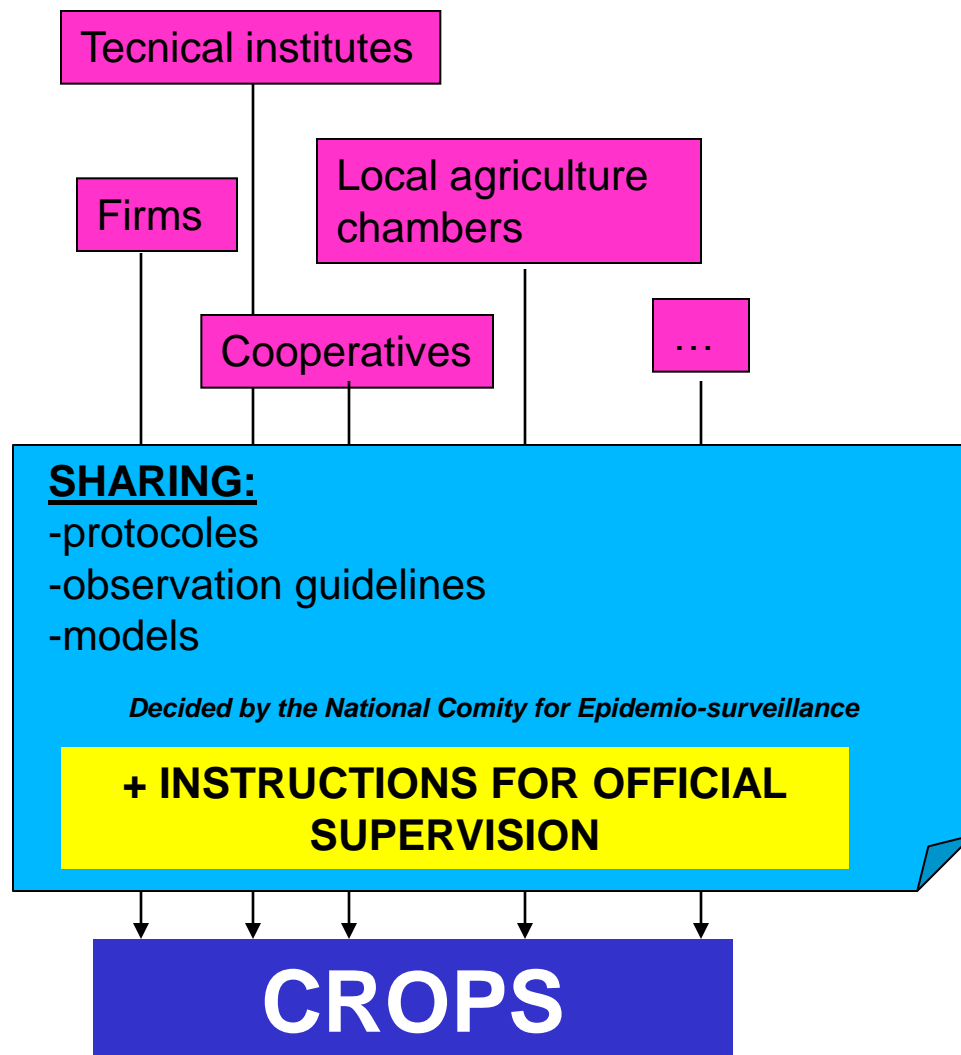 Tecnical institutes
Firms
Local agriculture
chambers
Cooperatives
…
SHARING:
-protocoles
-observation guidelines
-models
Decided by the National Comity for Epidemio-surveillance
+ INSTRUCTIONS FOR OFFICIAL
SUPERVISION
CROPS